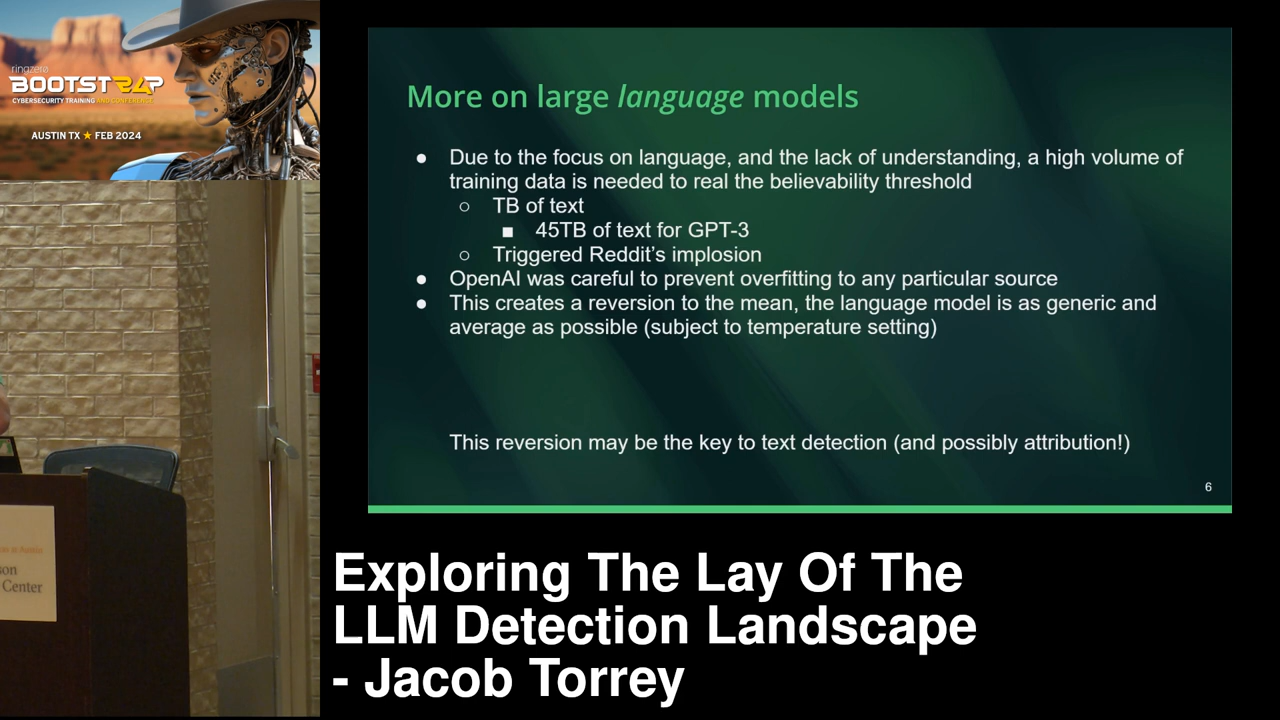 ringzerø
BOOTSTR24P
CYBERSECURITY TRAINING AND CONFERENCE
AUSTIN TX ★ FEB 2024
More on large language models
● Due to the focus on language, and the lack of understanding, a high volume of
training data is needed to real the believability threshold
○ TB of text
■ 45TB of text for GPT-3
○ Triggered Reddit's implosion
● OpenAI was careful to prevent overfitting to any particular source
● This creates a reversion to the mean, the language model is as generic and
average as possible (subject to temperature setting)
This reversion may be the key to text detection (and possibly attribution!)
6
Center
Exploring The Lay Of The
LLM Detection Landscape
- Jacob Torrey